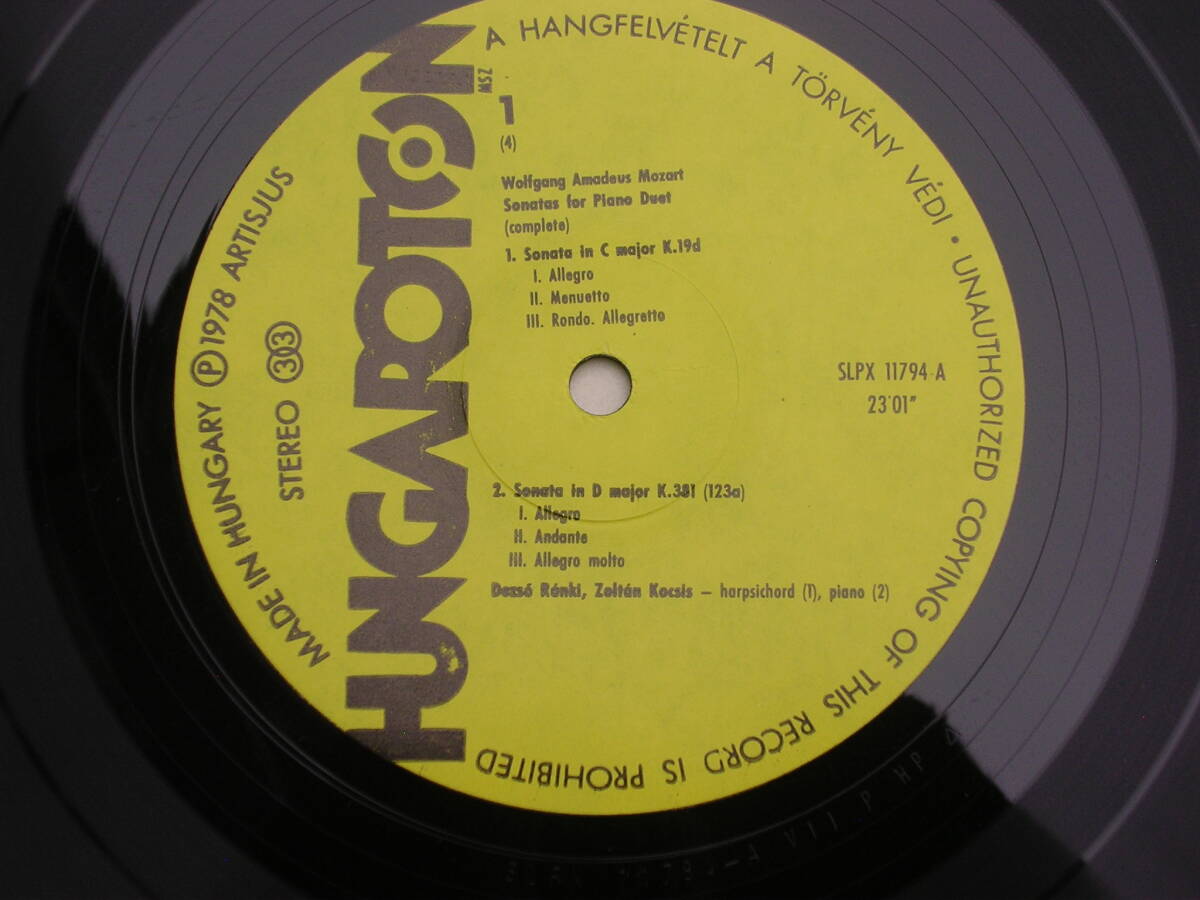 HUNGAROTON
MSZ
1
(4)
Wolfgang Amadeus Mozart
Sonatas for Piano Duet
(complete)
1. Sonata in C major K.19d
I. Allegro
II. Menuetto
III. Rondo. Allegretto
SLPX 11794-A
23'01"
2. Sonata in D major K.381 (123a)
I. Allegro
II. Andante
III. Allegro molto
Dezső Ránki, Zoltán Kocsis – harpsichord (1), piano (2)
STEREO 303
MADE IN HUNGARY Ⓟ 1978 ARTISJUS
A HANGFELVÉTELT A TÖRVÉNY VÉDI • UNAUTHORIZED COPYING OF THIS RECORD IS PROHIBITED